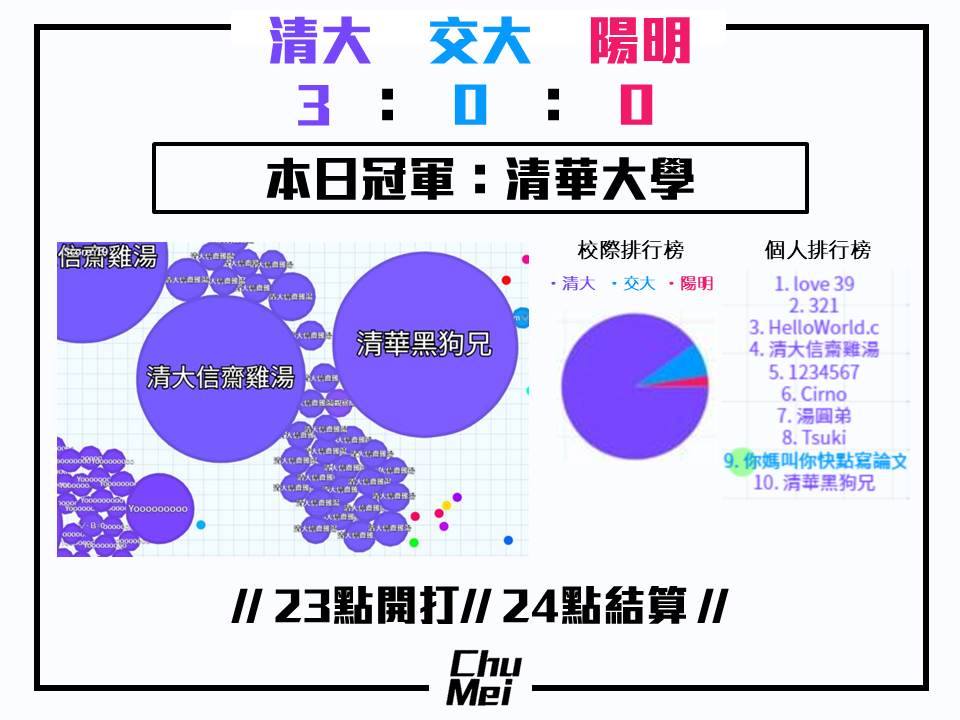 清大 交大 陽明
3 : 0 : 0
本日冠軍：清華大學
信齋雞湯
清大信齋雞湯
清華黑狗兄
Yooooooooo
校際排行榜
・清大 ・交大 ・陽明
個人排行榜
1. love 39
2. 321
3. HelloWorld.c
4. 清大信齋雞湯
5. 1234567
6. Cirno
7. 湯圓弟
8. Tsuki
9. 你媽叫你快點寫論文
10. 清華黑狗兄
// 23點開打// 24點結算 //
Chu
Mei